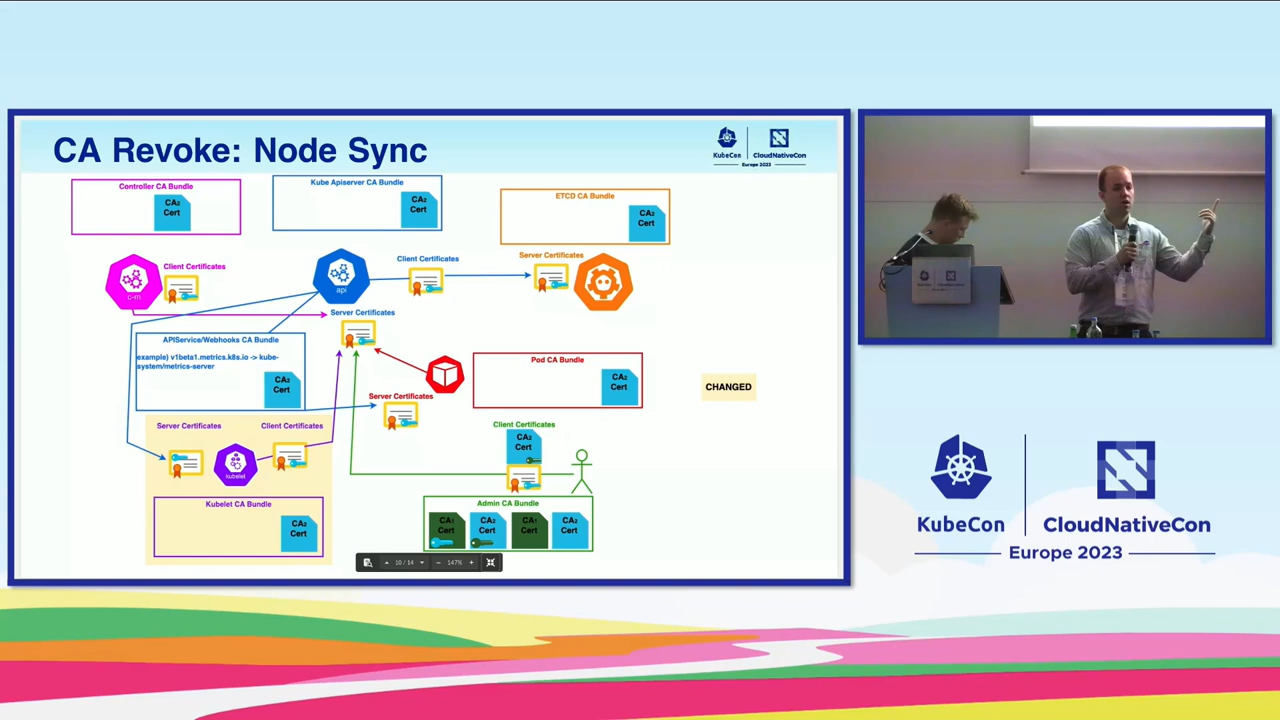 CA Revoke: Node Sync
KubeCon
CloudNativeCon
Europe 2023
Controller CA Bundle
CA₂
Cert
Kube Apiserver CA Bundle
CA₂
Cert
ETCD CA Bundle
CA₂
Cert
c-m
Client Certificates
api
Client Certificates
Server Certificates
Server Certificates
APIService/Webhooks CA Bundle
example) v1beta1.metrics.k8s.io -> kube-
system/metrics-server
CA₂
Cert
Pod CA Bundle
CA₂
Cert
CHANGED
Server Certificates
Server Certificates
Client Certificates
kubelet
Client Certificates
CA₂
Cert
Kubelet CA Bundle
CA₂
Cert
Admin CA Bundle
CA₁
Cert
CA₂
Cert
CA₁
Cert
CA₂
Cert
10 / 14
147%
KubeCon
CloudNativeCon
Europe 2023